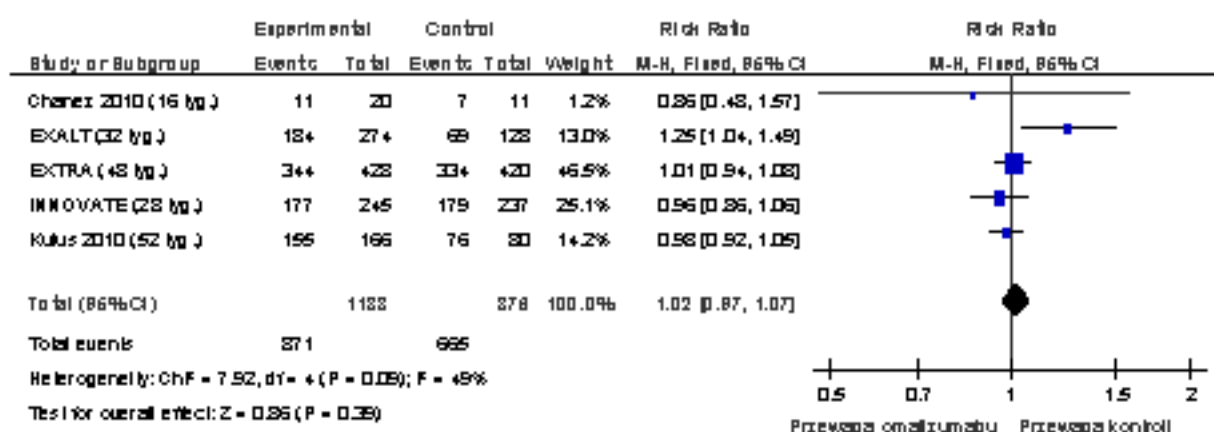 Experimental Control Risk Ratio Risk Ratio
Study or Subgroup Events Total Events Total Weight M-H, Fixed, 95% CI M-H, Fixed, 95% CI
Chanez 2010 (16 tyg.) 11 20 7 11 1.2% 0.86 [0.48, 1.57]
EXALT (32 tyg.) 184 274 69 128 13.0% 1.25 [1.04, 1.49]
EXTRA (48 tyg.) 344 428 334 420 46.5% 1.01 [0.94, 1.08]
INNOVATE (28 tyg.) 177 245 179 237 25.1% 0.96 [0.86, 1.06]
Kulus 2010 (52 tyg.) 155 166 76 80 14.2% 0.98 [0.92, 1.05]
Total (95% CI) 1133 876 100.0% 1.02 [0.97, 1.07]
Total events 871 665
Heterogeneity: Chi² = 7.92, df = 4 (P = 0.09); I² = 49%
Test for overall effect: Z = 0.86 (P = 0.39)
0.5 0.7 1 1.5 2
Przewaga omalizumabu Przewaga kontroli